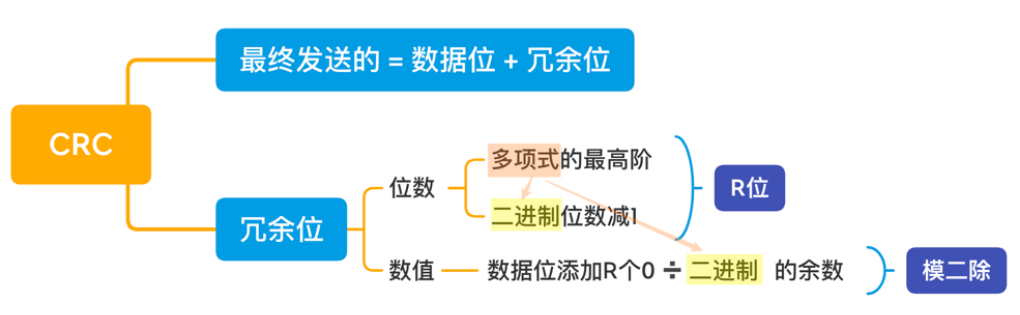 最终发送的 = 数据位 + 冗余位
CRC
多项式的最高阶
位数
R位
二进制位数减1
冗余位
数值
数据位添加R个0 ÷ 二进制 的余数
模二除